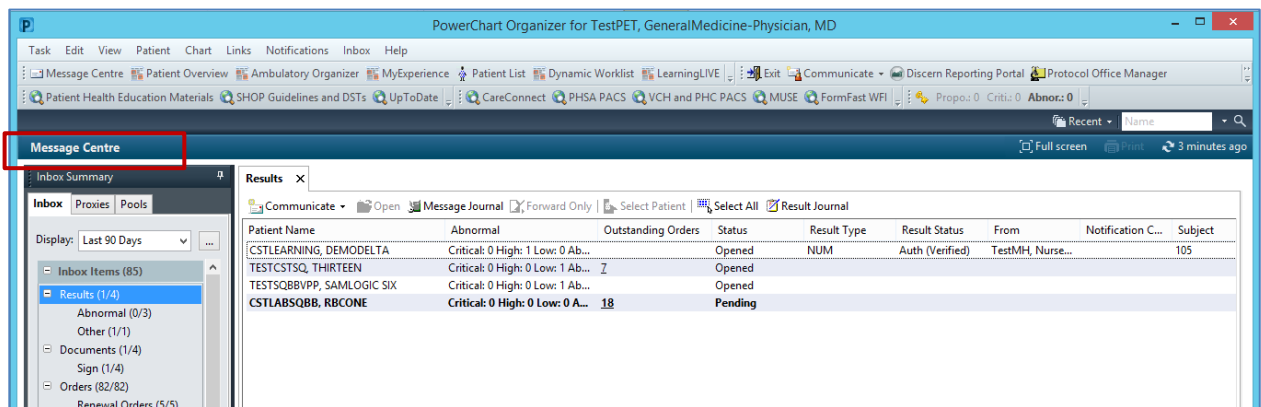 P PowerChart Organizer for TestPET, GeneralMedicine-Physician, MD
Task Edit View Patient Chart Links Notifications Inbox Help
Message Centre Patient Overview Ambulatory Organizer MyExperience Patient List Dynamic Worklist LearningLIVE Exit Communicate Discern Reporting Portal Protocol Office Manager
Patient Health Education Materials SHOP Guidelines and DSTs UpToDate CareConnect PHSA PACS VCH and PHC PACS MUSE FormFast WFI Propo.: 0 Criti.: 0 Abnor.: 0
Recent Name
Message Centre Full screen Print 3 minutes ago
Inbox Summary
Results
Inbox Proxies Pools
Communicate Open Message Journal Forward Only Select Patient Select All Result Journal
Display: Last 90 Days ...
Patient Name Abnormal Outstanding Orders Status Result Type Result Status From Notification C... Subject
CSTLEARNING, DEMODELTA Critical: 0 High: 1 Low: 0 Ab... Opened NUM Auth (Verified) TestMH, Nurse... 105
TESTCSTSQ, THIRTEEN Critical: 0 High: 0 Low: 1 Ab... 7 Opened
TESTSQBBVPP, SAMLOGIC SIX Critical: 0 High: 0 Low: 1 Ab... Opened
CSTLABSQBB, RBCONE Critical: 0 High: 0 Low: 0 A... 18 Pending
Inbox Items (85)
Results (1/4)
Abnormal (0/3)
Other (1/1)
Documents (1/4)
Sign (1/4)
Orders (82/82)
Renewal Orders (5/5)